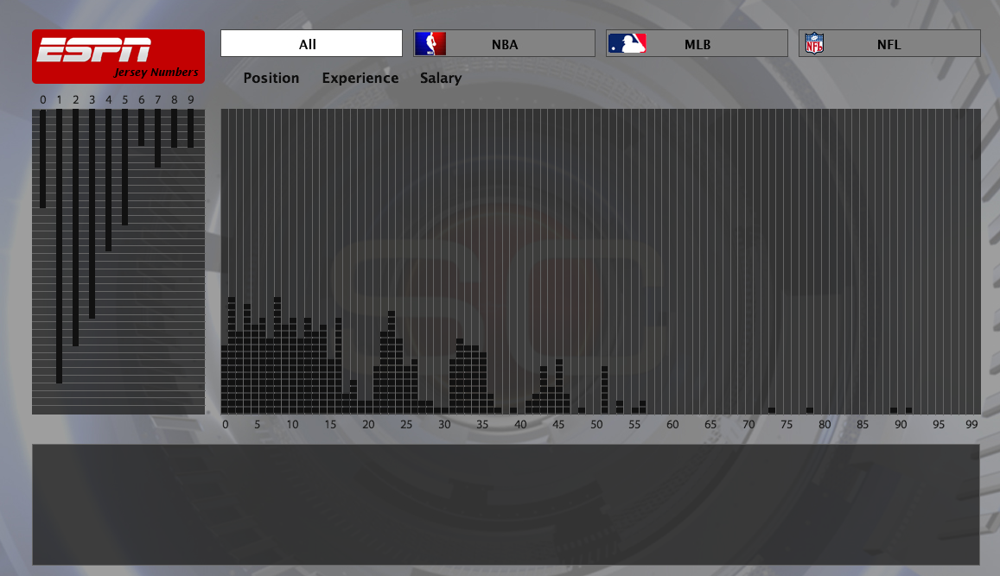 ESPN
Jersey Numbers
All
NBA
MLB
NFL
Position Experience Salary
0 1 2 3 4 5 6 7 8 9
SC
0 5 10 15 20 25 30 35 40 45 50 55 60 65 70 75 80 85 90 95 99